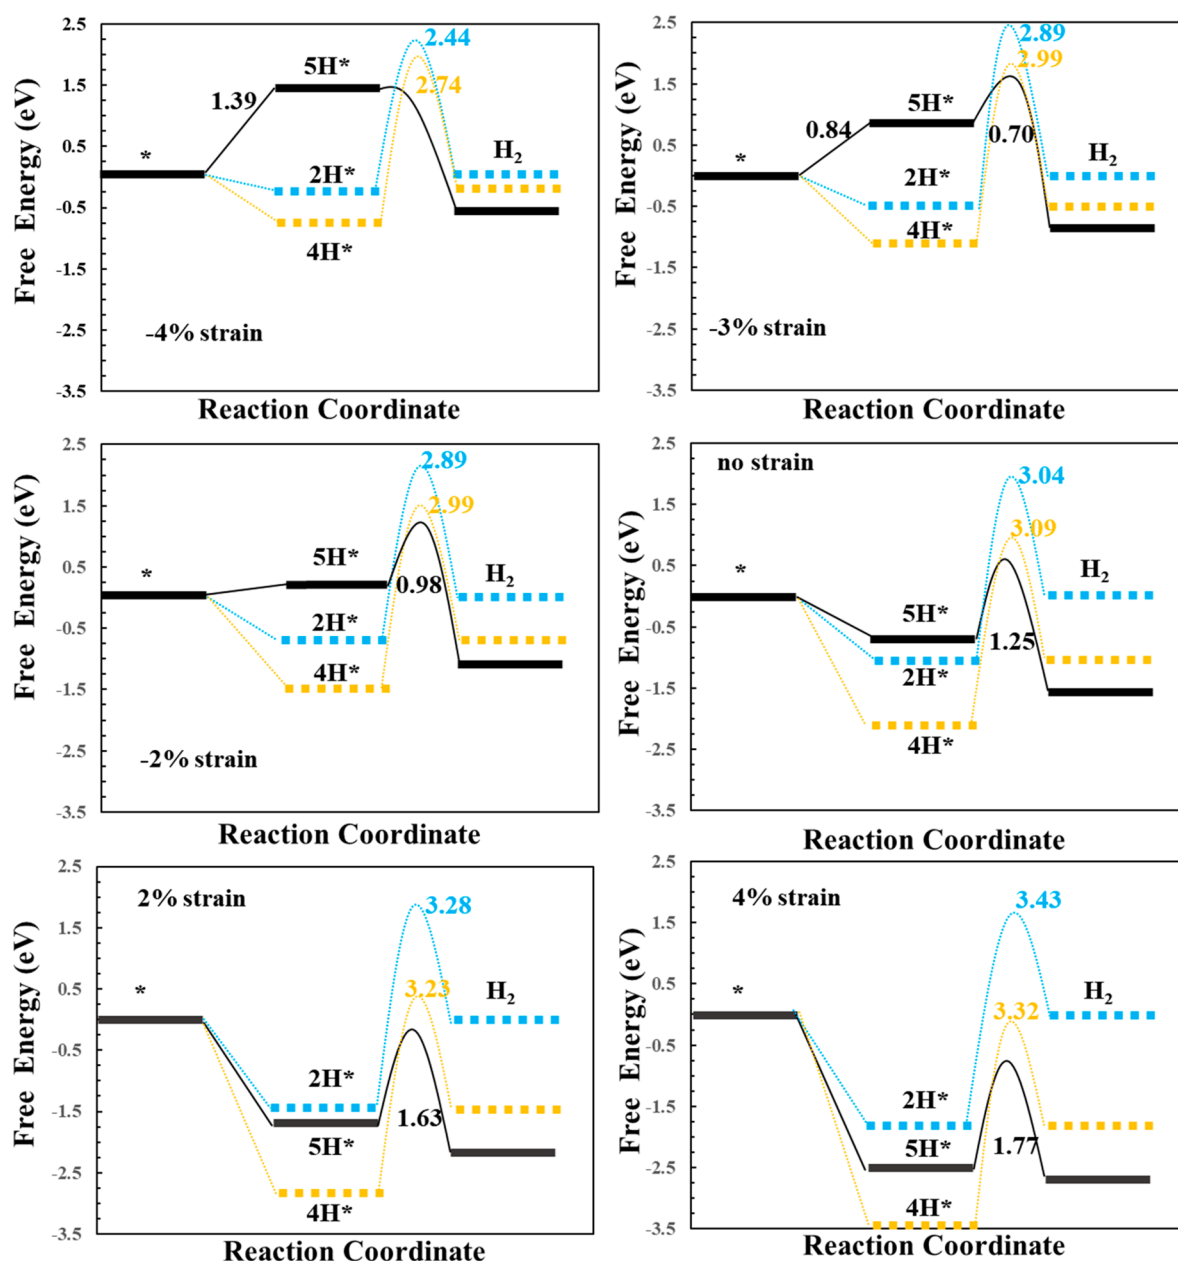 2.5
1.5
0.5
-0.5
-1.5
-2.5
-3.5
Free Energy (eV)
*
1.39
5H*
2.44
2.74
2H*
4H*
H2
-4% strain
Reaction Coordinate
2.5
1.5
0.5
-0.5
-1.5
-2.5
-3.5
Free Energy (eV)
*
0.84
5H*
2.89
2.99
0.70
2H*
4H*
H2
-3% strain
Reaction Coordinate
2.5
1.5
0.5
-0.5
-1.5
-2.5
-3.5
Free Energy (eV)
*
5H*
2.89
2.99
0.98
2H*
4H*
H2
-2% strain
Reaction Coordinate
2.5
1.5
0.5
-0.5
-1.5
-2.5
-3.5
Free Energy (eV)
no strain
*
5H*
3.04
3.09
1.25
2H*
4H*
H2
Reaction Coordinate
2.5
1.5
0.5
-0.5
-1.5
-2.5
-3.5
Free Energy (eV)
2% strain
*
3.28
3.23
H2
2H*
1.63
5H*
4H*
Reaction Coordinate
2.5
1.5
0.5
-0.5
-1.5
-2.5
-3.5
Free Energy (eV)
4% strain
*
3.43
3.32
H2
2H*
5H*
1.77
4H*
Reaction Coordinate